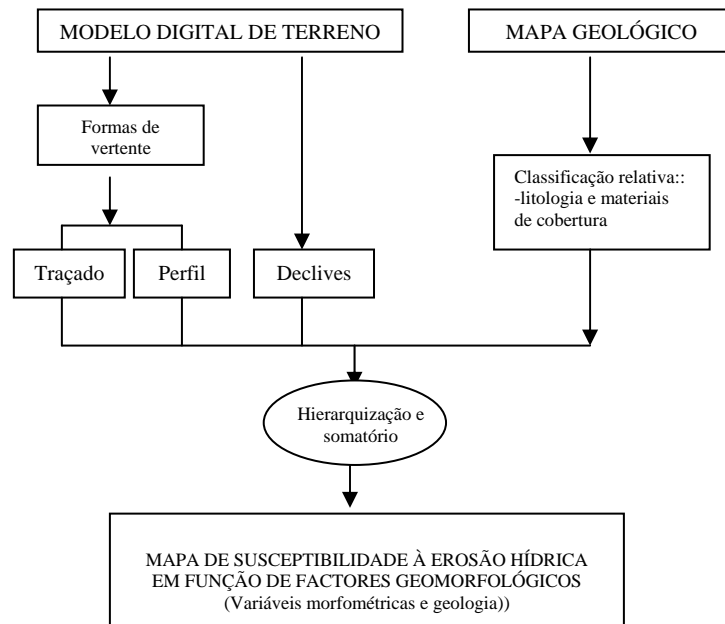 MODELO DIGITAL DE TERRENO
MAPA GEOLÓGICO
Formas de
vertente
Classificação relativa::
-litologia e materiais
de cobertura
Traçado
Perfil
Declives
Hierarquização e
somatório
MAPA DE SUSCEPTIBILIDADE À EROSÃO HÍDRICA
EM FUNÇÃO DE FACTORES GEOMORFOLÓGICOS
(Variáveis morfométricas e geologia))